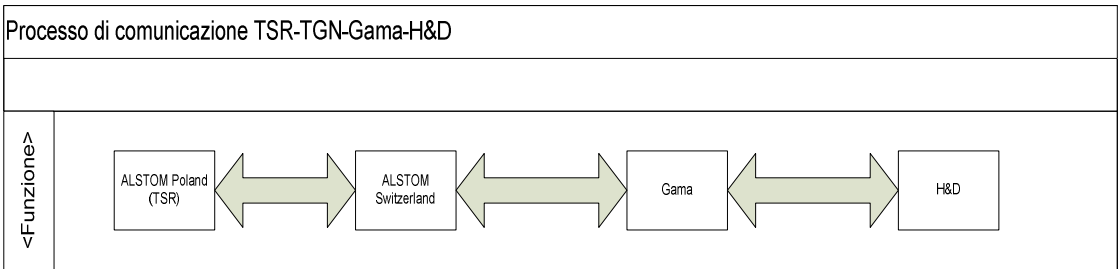 Processo di comunicazione TSR-TGN-Gama-H&D
<Funzione>
ALSTOM Poland
(TSR)
ALSTOM
Switzerland
Gama
H&D